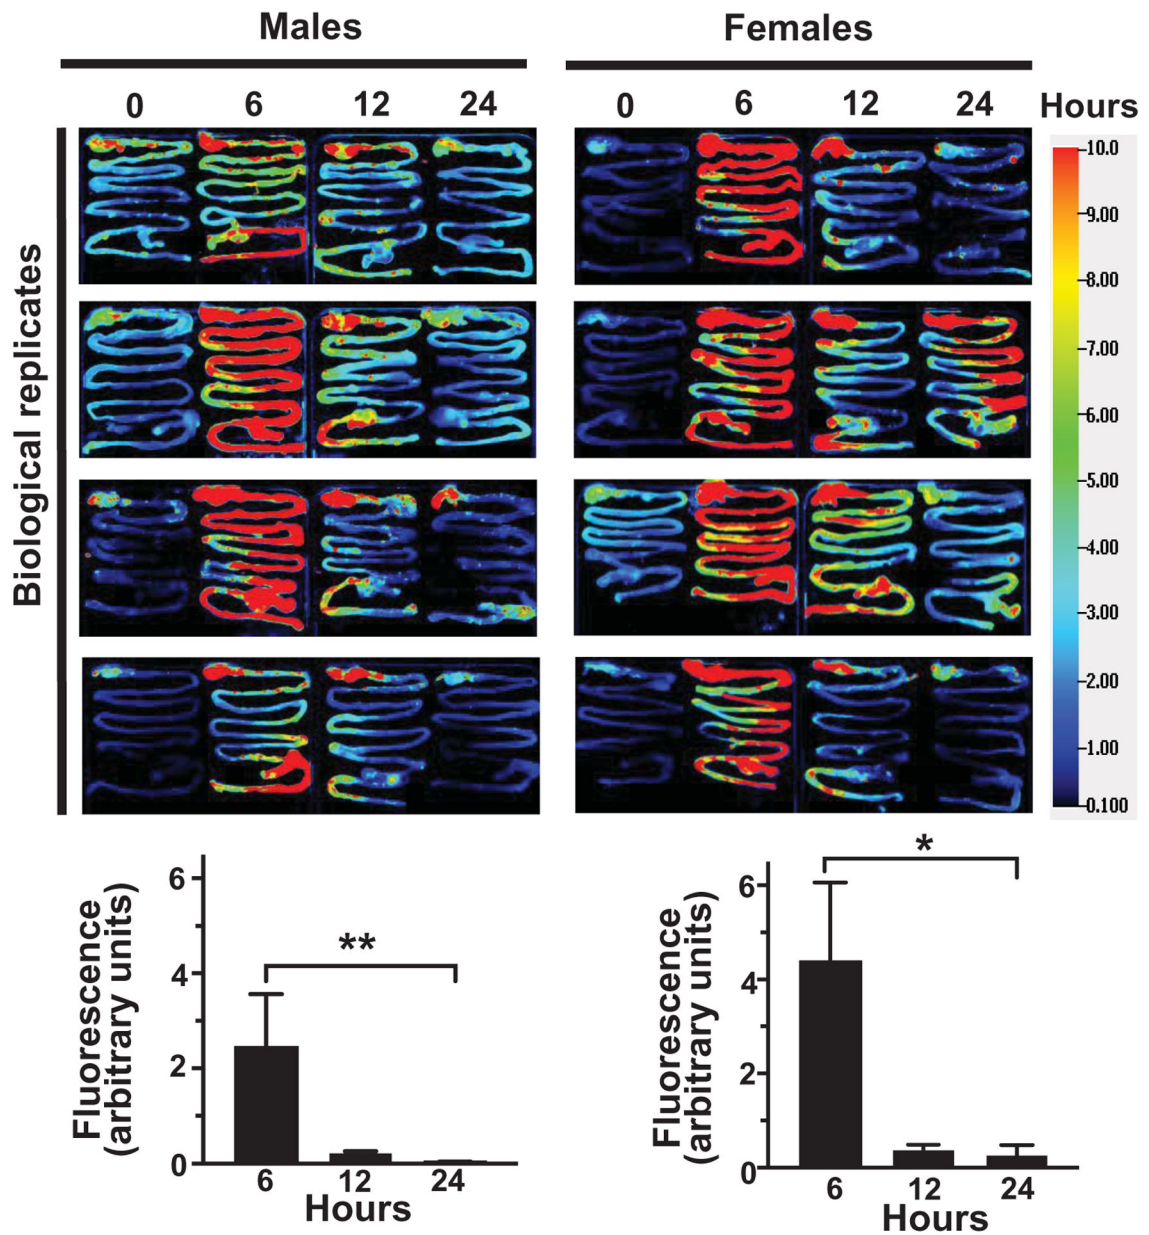 Males Females
0 6 12 24 0 6 12 24 Hours
Biological replicates
10.0
9.00
8.00
7.00
6.00
5.00
4.00
3.00
2.00
1.00
0.100
Fluorescence
(arbitrary units)
6
4
2
0
**
6 12 24
Hours
Fluorescence
(arbitrary units)
6
4
2
0
*
6 12 24
Hours